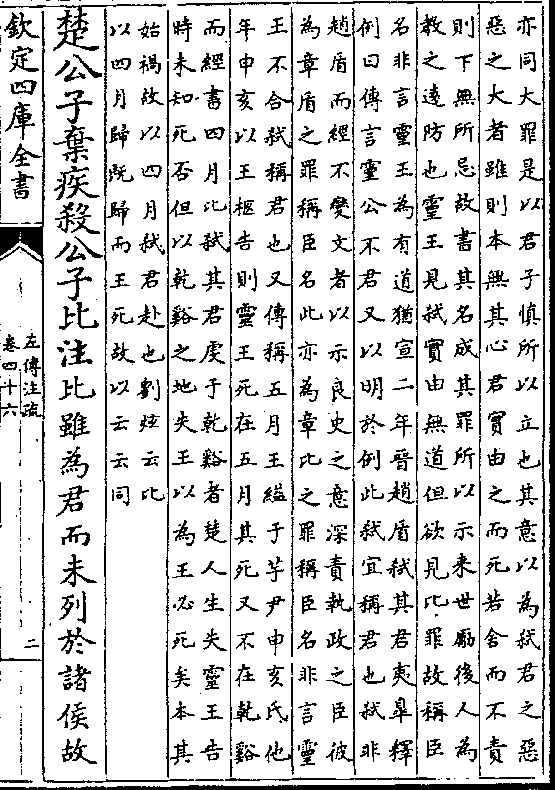 亦同大罪是以君子慎所以立也其意以為弒君之惡
惡之大者雖則本無其心君實由之而死若舍而不責
則下無所忌故書其名成其罪所以示来世勵後人為
教之逺防也靈王見弒實由無道但欲見比罪故稱臣
名非言靈王為有道猶宣二年晉趙盾弒其君夷臯釋
例曰傳言靈公不君又以明於例此弒宜稱君也弒非
趙盾而經不變文者以示良史之意深責執政之臣彼
為章盾之罪稱臣名此亦為章比之罪稱臣名非言靈
王不合弒稱君也又傳稱五月王縊于芋尹申亥氏他
年申亥以王柩告則靈王死在五月其死又不在乾谿
而經書四月比弒其君虔于乾谿者楚人生失靈王告
時未知死否但以乾谿之地失王以為王必死矣本其
始禍故以四月弒君赴也劉炫云比
以四月歸既歸而王死故以云云同
楚公子棄疾殺公子比注比雖為君而未列於諸侯故
欽定四庫全書
左傳注疏
卷四十六
二